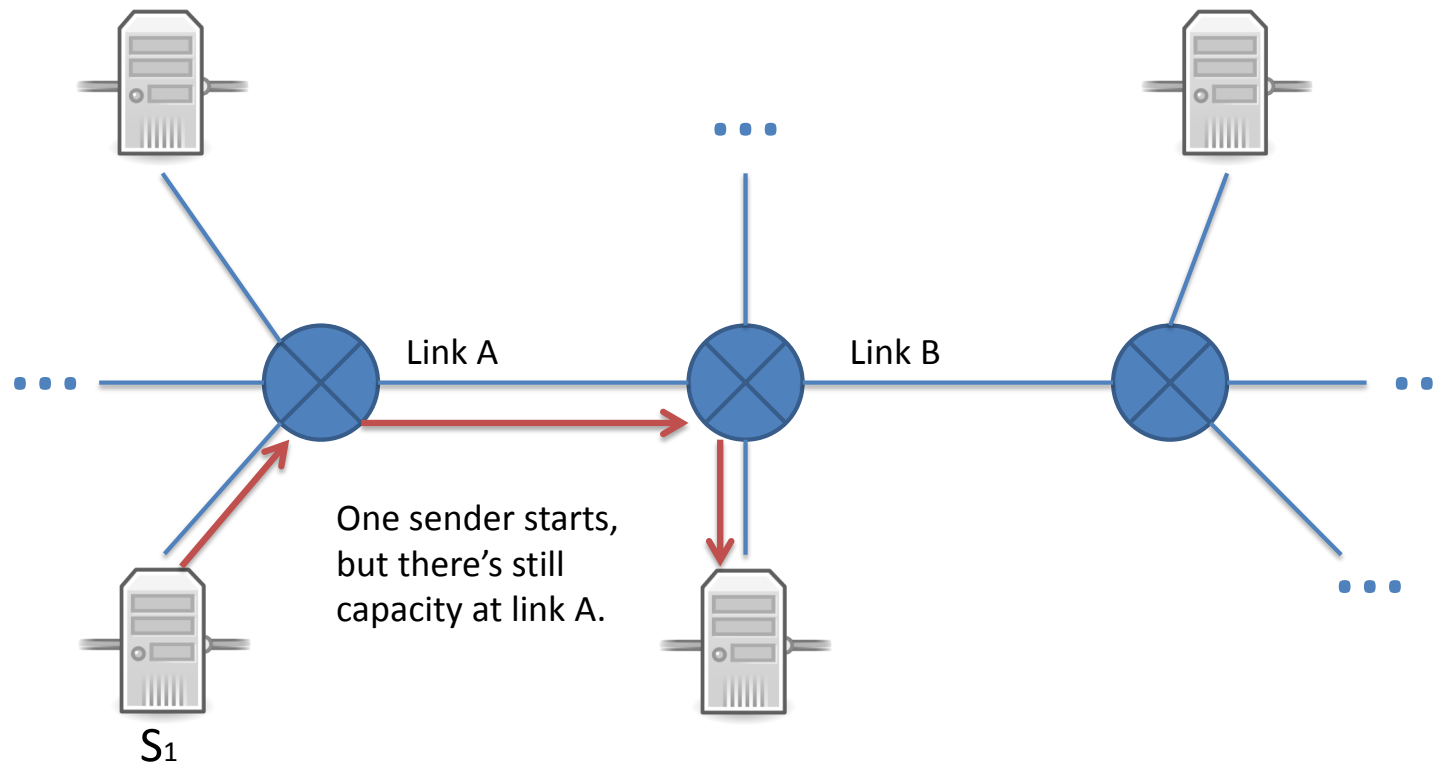 ...
Link A
Link B
...
..
One sender starts,
but there’s still
capacity at link A.
...
S1